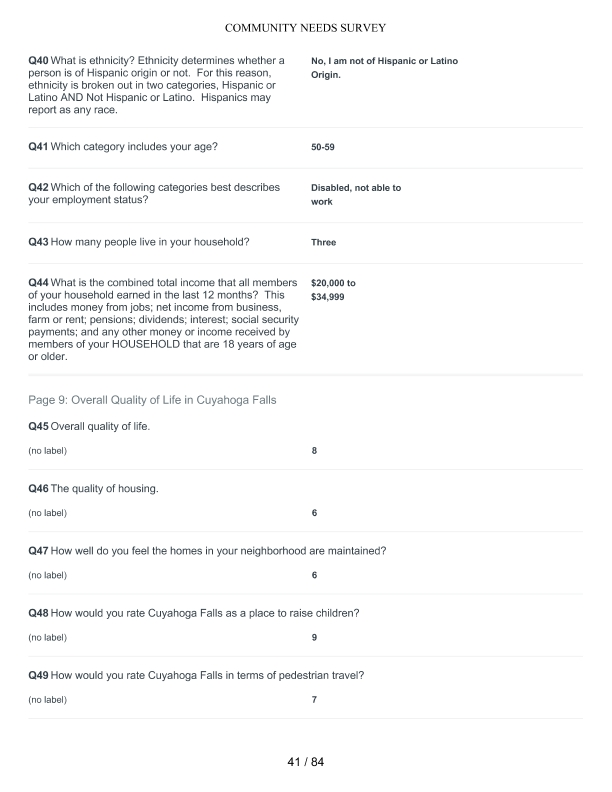 COMMUNITY NEEDS SURVEY
Q40 What is ethnicity? Ethnicity determines whether a
person is of Hispanic origin or not.  For this reason,
ethnicity is broken out in two categories, Hispanic or
Latino AND Not Hispanic or Latino.  Hispanics may
report as any race.
No, I am not of Hispanic or Latino
Origin.
Q41 Which category includes your age?
50-59
Q42 Which of the following categories best describes
your employment status?
Disabled, not able to
work
Q43 How many people live in your household?
Three
Q44 What is the combined total income that all members
of your household earned in the last 12 months?  This
includes money from jobs; net income from business,
farm or rent; pensions; dividends; interest; social security
payments; and any other money or income received by
members of your HOUSEHOLD that are 18 years of age
or older.
$20,000 to
$34,999
Page 9: Overall Quality of Life in Cuyahoga Falls
Q45 Overall quality of life.
(no label)
8
Q46 The quality of housing.
(no label)
6
Q47 How well do you feel the homes in your neighborhood are maintained?
(no label)
6
Q48 How would you rate Cuyahoga Falls as a place to raise children?
(no label)
9
Q49 How would you rate Cuyahoga Falls in terms of pedestrian travel?
(no label)
7
41 / 84